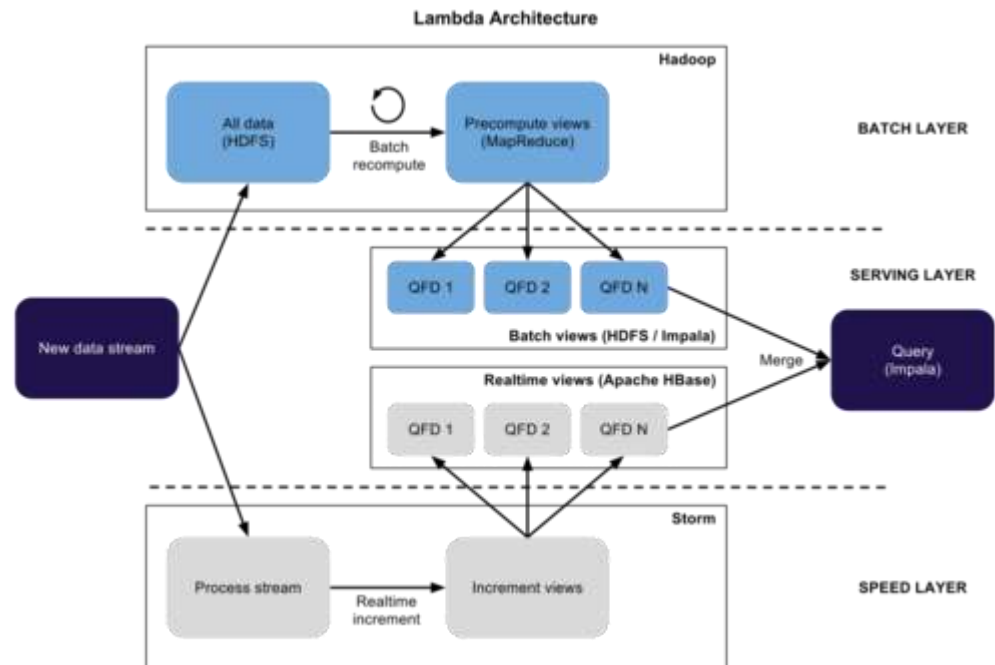 Lambda Architecture
Hadoop
All data
(HDFS)
Batch
recompute
Precompute views
(MapReduce)
BATCH LAYER
QFD 1
QFD 2
QFD N
Batch views (HDFS / Impala)
SERVING LAYER
New data stream
Merge
Query
(Impala)
Realtime views (Apache HBase)
QFD 1
QFD 2
QFD N
Storm
Process stream
Realtime
increment
Increment views
SPEED LAYER